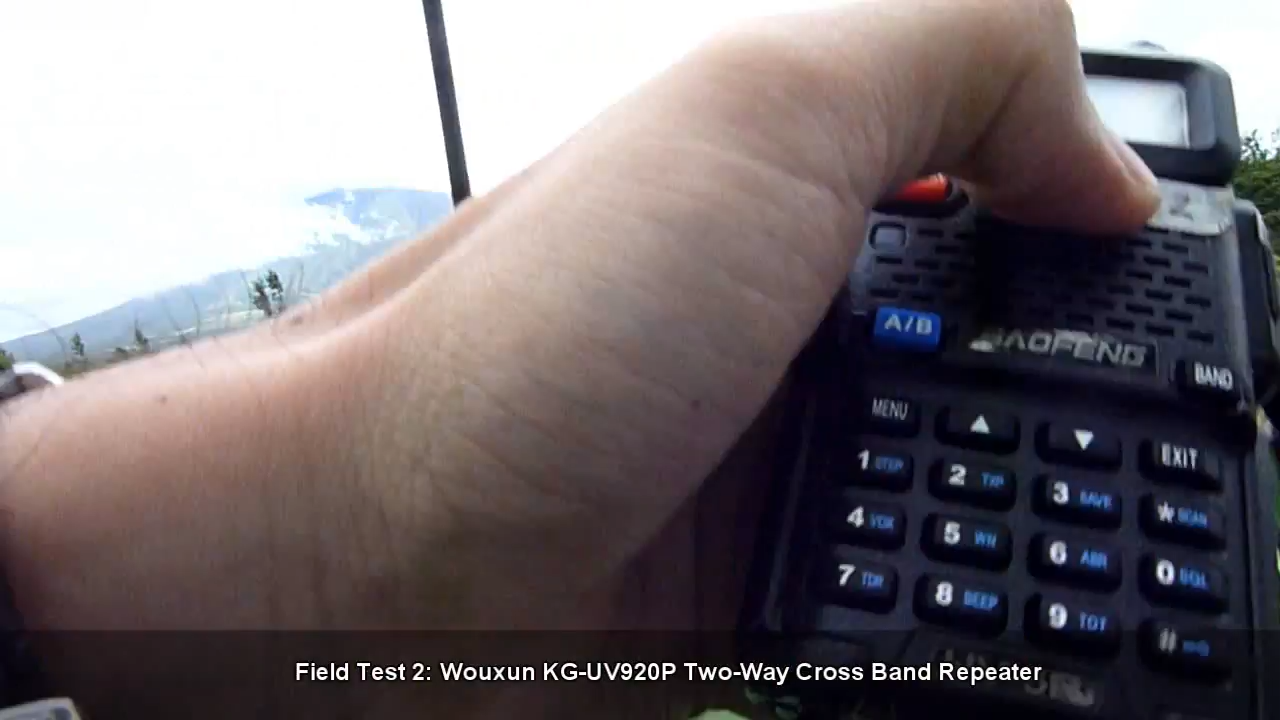 2
A/B
BAOFENG
BAND
MENU ▲ ▼ EXIT
1 STEP 2 TXP 3 SAVE * SCAN
4 VOX 5 WN 6 ABR 0 SQL
7 TDR 8 BEEP 9 TOT #
Field Test 2: Wouxun KG-UV920P Two-Way Cross Band Repeater